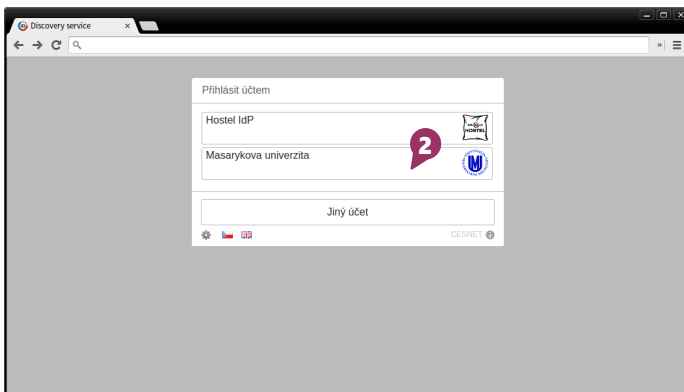 Discovery service
Přihlásit účtem
Hostel IdP
HOSTEL
Masarykova univerzita
2
Jiný účet
CESNET